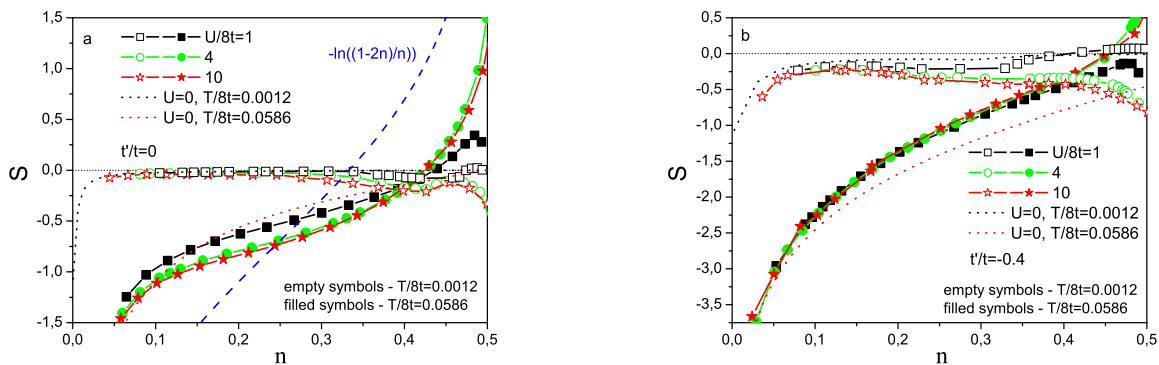 1,5
1,0
0,5
0,0
-0,5
-1,0
-1,5
S
a
U/8t=1
4
10
U=0, T/8t=0.0012
U=0, T/8t=0.0586
t'/t=0
-ln((1-2n)/n))
empty symbols - T/8t=0.0012
filled symbols - T/8t=0.0586
0,0 0,1 0,2 0,3 0,4 0,5
n
0,5
0,0
-0,5
-1,0
-1,5
-2,0
-2,5
-3,0
-3,5
S
b
U/8t=1
4
10
U=0, T/8t=0.0012
U=0, T/8t=0.0586
t'/t=-0.4
empty symbols - T/8t=0.0012
filled symbols - T/8t=0.0586
0,0 0,1 0,2 0,3 0,4 0,5
n